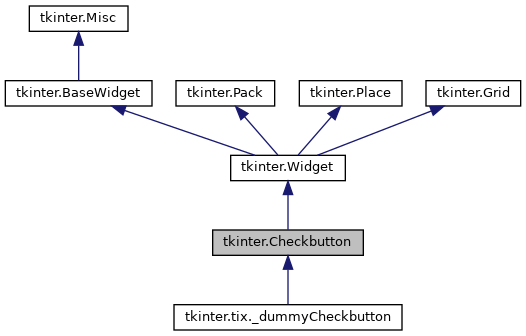 tkinter.Misc
tkinter.BaseWidget
tkinter.Pack
tkinter.Place
tkinter.Grid
tkinter.Widget
tkinter.Checkbutton
tkinter.tix._dummyCheckbutton